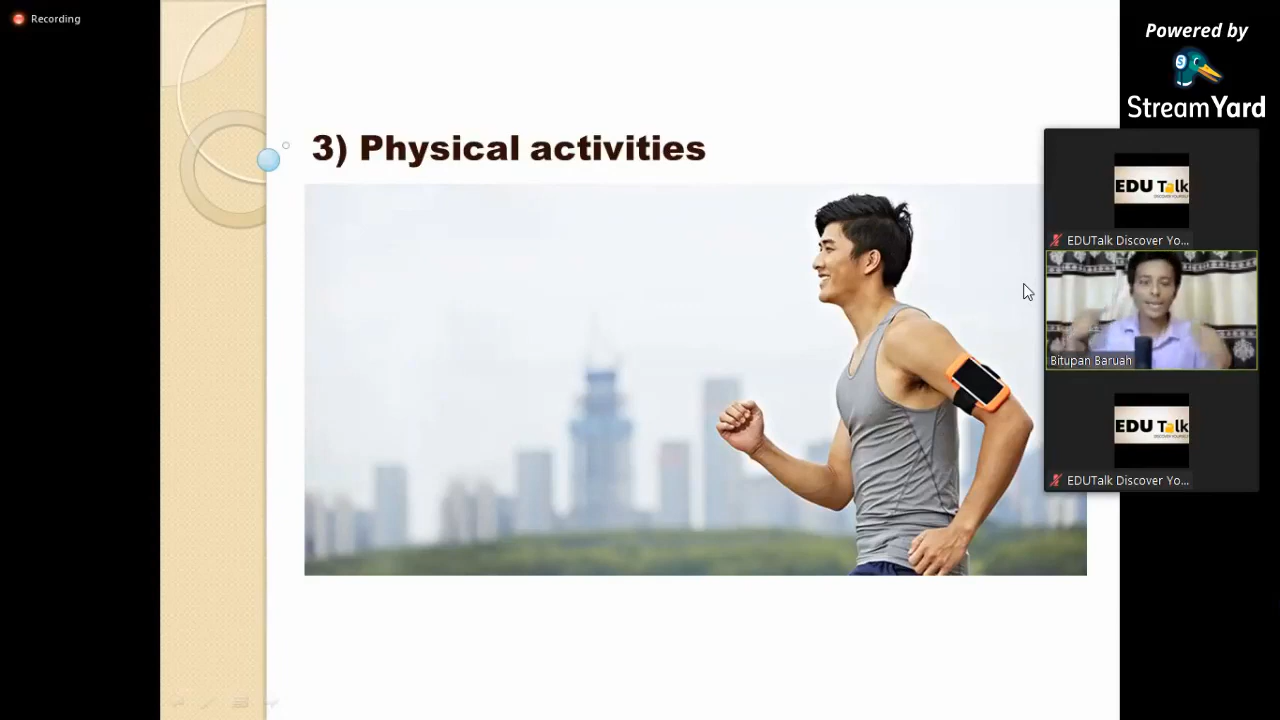 Recording
Powered by
StreamYard
3) Physical activities
EDU Talk
EDUTalk Discover Yo...
Bitupan Baruah
EDU Talk
EDUTalk Discover Yo...